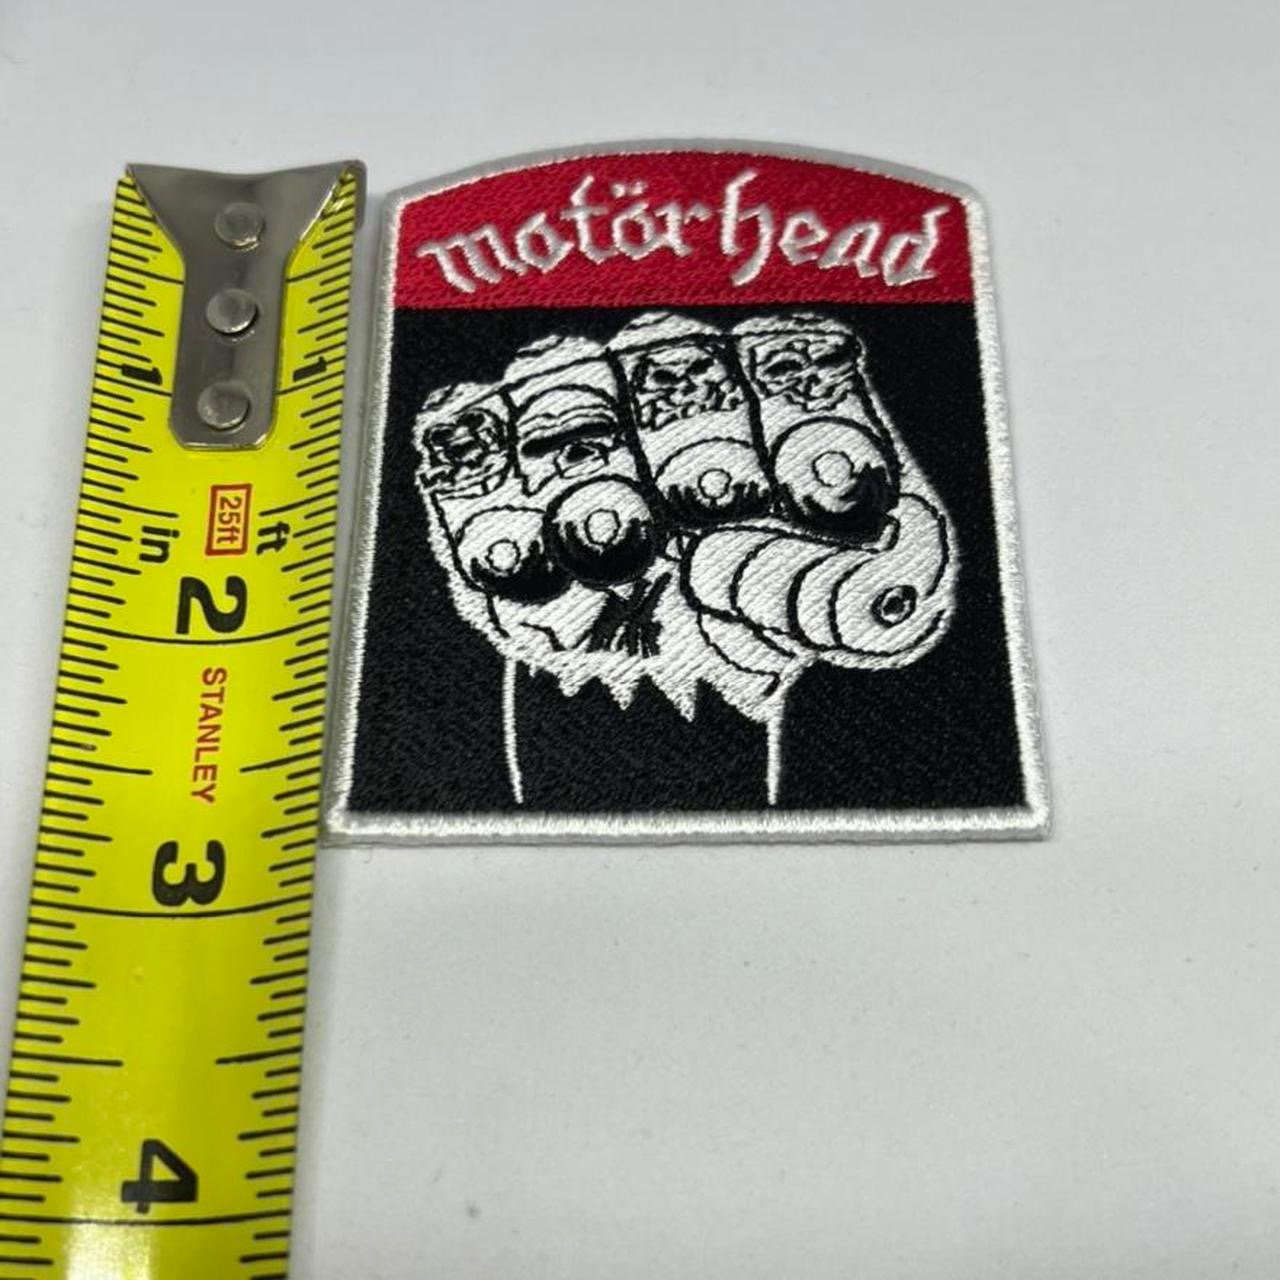 motörhead
1 1
25ft
in ft
2
STANLEY
3
4